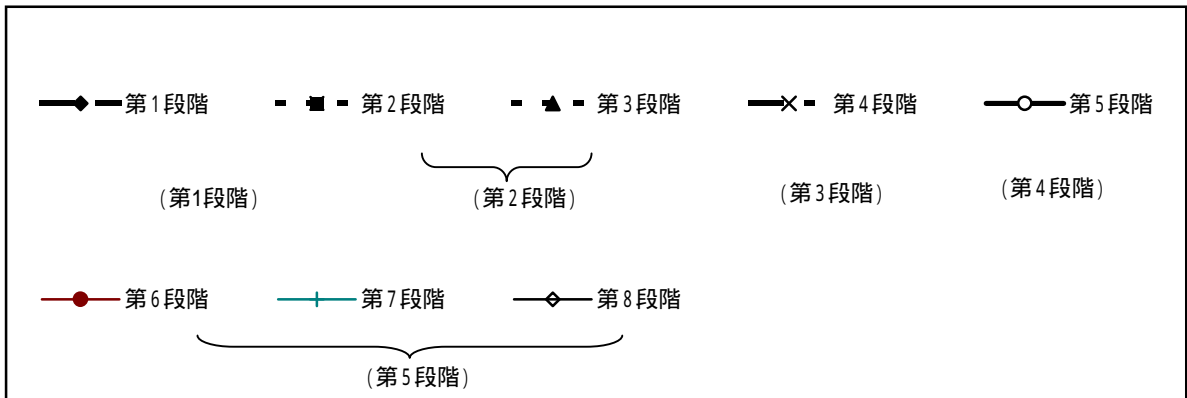 第1段階 第2段階 第3段階 第4段階 第5段階
(第1段階) (第2段階) (第3段階) (第4段階)
第6段階 第7段階 第8段階
(第5段階)